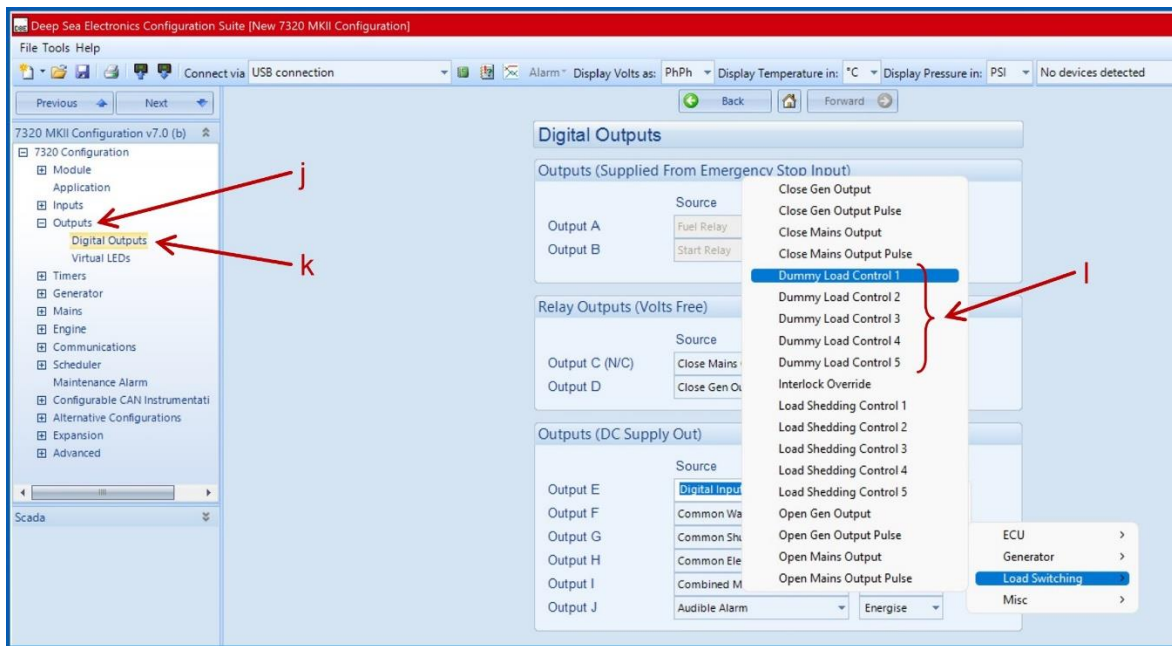 Deep Sea Electronics Configuration Suite [New 7320 MKII Configuration]
File Tools Help
Connect via USB connection Alarm Display Volts as: PhPh Display Temperature in: °C Display Pressure in: PSI No devices detected
Previous Next
Back Forward
7320 MKII Configuration v7.0 (b)
7320 Configuration
Module
Application
Inputs
Outputs
Digital Outputs
Virtual LEDs
Timers
Generator
Mains
Engine
Communications
Scheduler
Maintenance Alarm
Configurable CAN Instrumentati
Alternative Configurations
Expansion
Advanced
Scada
j
k
Digital Outputs
Outputs (Supplied From Emergency Stop Input)
Source
Output A Fuel Relay
Output B Start Relay
Relay Outputs (Volts Free)
Source
Output C (N/C) Close Mains
Output D Close Gen Ou
Outputs (DC Supply Out)
Source
Output E Digital Input
Output F Common Wa
Output G Common Shu
Output H Common Ele
Output I Combined M
Output J Audible Alarm Energise
Close Gen Output
Close Gen Output Pulse
Close Mains Output
Close Mains Output Pulse
Dummy Load Control 1
Dummy Load Control 2
Dummy Load Control 3
Dummy Load Control 4
Dummy Load Control 5
Interlock Override
Load Shedding Control 1
Load Shedding Control 2
Load Shedding Control 3
Load Shedding Control 4
Load Shedding Control 5
Open Gen Output
Open Gen Output Pulse
Open Mains Output
Open Mains Output Pulse
l
ECU
Generator
Load Switching
Misc